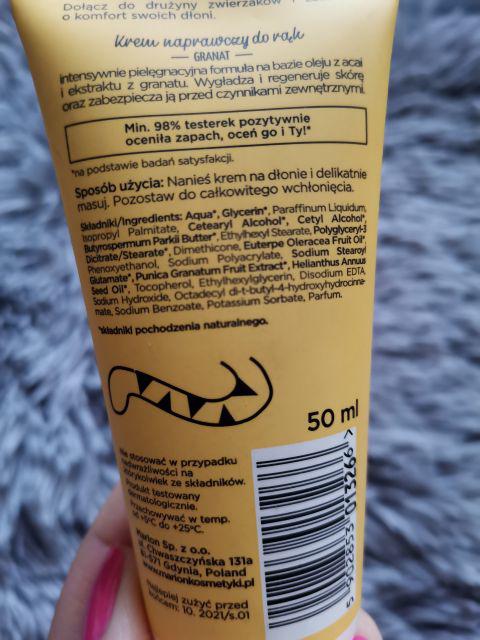 Dołącz do drużyny zwierzaków i
o komfort swoich dłoni.
Krem naprawczy do rąk
— GRANAT —
intensywnie pielęgnacyjna formuła na bazie oleju z acai
i ekstraktu z granatu. Wygładza i regeneruje skórę
oraz zabezpiecza ją przed czynnikami zewnętrznymi.
Min. 98% testerek pozytywnie
oceniła zapach, oceń go i Ty!*
*na podstawie badań satysfakcji.
Sposób użycia: Nanieś krem na dłonie i delikatnie
masuj. Pozostaw do całkowitego wchłonięcia.
Składniki/Ingredients: Aqua*, Glycerin*, Paraffinum Liquidum,
Isopropyl Palmitate, Cetearyl Alcohol*, Cetyl Alcohol*,
Butyrospermum Parkii Butter*, Ethylhexyl Stearate, Polyglyceryl-3
Dicitrate/Stearate*, Dimethicone, Euterpe Oleracea Fruit Oil*,
Phenoxyethanol, Sodium Polyacrylate, Sodium Stearoyl
Glutamate*, Punica Granatum Fruit Extract*, Helianthus Annuus
Seed Oil*, Tocopherol, Ethylhexylglycerin, Disodium EDTA,
Sodium Hydroxide, Octadecyl di-t-butyl-4-hydroxyhydrocinna-
mate, Sodium Benzoate, Potassium Sorbate, Parfum.
*składniki pochodzenia naturalnego.
50 ml
Nie stosować w przypadku
nadwrażliwości na
którykolwiek ze składników.
Produkt testowany
dermatologicznie.
Przechowywać w temp.
od +5°C do +25°C.
Marion Sp. z o.o.
ul. Chwaszczyńska 131a
81-571 Gdynia, Poland
www.marionkosmetyki.pl
najlepiej zużyć przed
końcem: 10. 2021/s.01
5 902853 013266 >